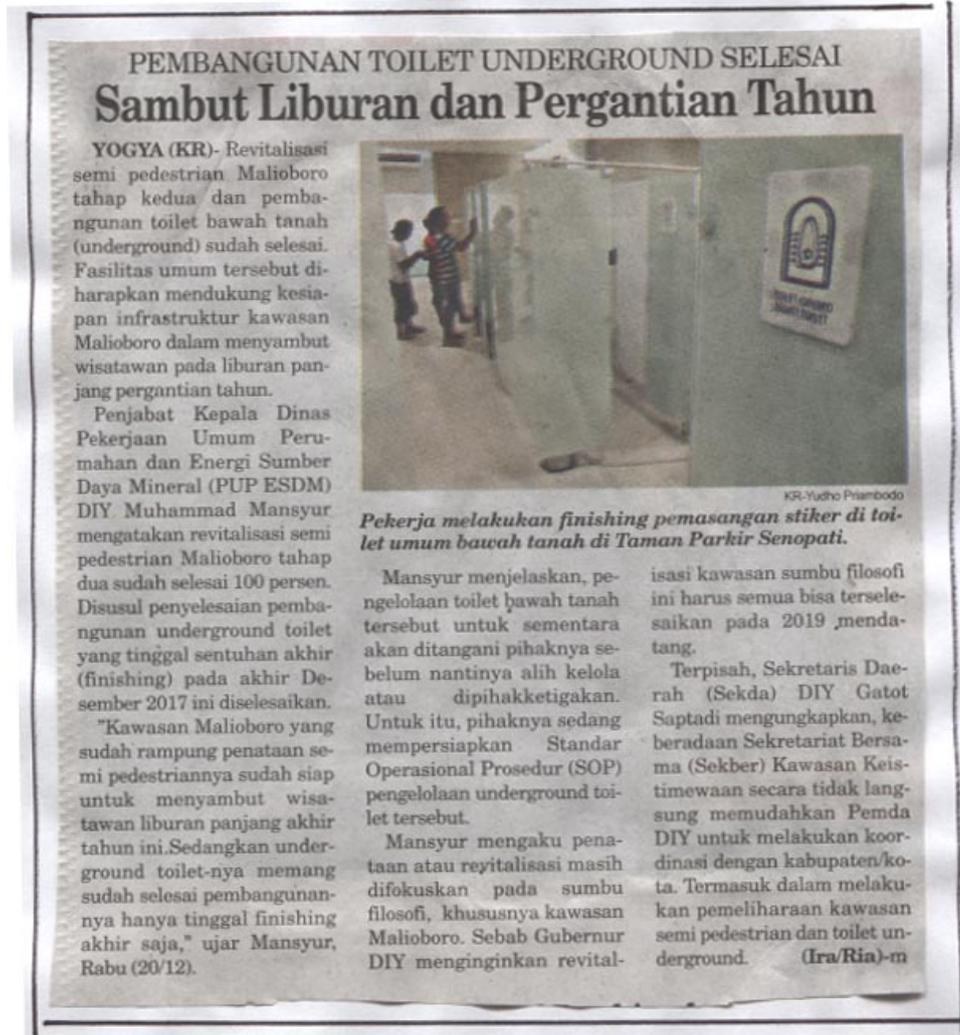 PEMBANGUNAN TOILET UNDERGROUND SELESAI
Sambut Liburan dan Pergantian Tahun
YOGYA (KR)- Revitalisasi
semi pedestrian Malioboro
tahap kedua dan pemba-
ngunan toilet bawah tanah
(underground) sudah selesai.
Fasilitas umum tersebut di-
harapkan mendukung kesia-
pan infrastruktur kawasan
Malioboro dalam menyambut
wisatawan pada liburan pan-
jang pergantian tahun.
Penjabat Kepala Dinas
Pekerjaan Umum Peru-
mahan dan Energi Sumber
Daya Mineral (PUP ESDM)
DIY Muhammad Mansyur
mengatakan revitalisasi semi
pedestrian Malioboro tahap
dua sudah selesai 100 persen.
Disusul penyelesaian pemba-
ngunan underground toilet
yang tinggal sentuhan akhir
(finishing) pada akhir De-
sember 2017 ini diselesaikan.
"Kawasan Malioboro yang
sudah rampung penataan se-
mi pedestriannya sudah siap
untuk menyambut wisa-
tawan liburan panjang akhir
tahun ini.Sedangkan under-
ground toilet-nya memang
sudah selesai pembangunan-
nya hanya tinggal finishing
akhir saja," ujar Mansyur,
Rabu (20/12).
KR-Yudho Priambodo
Pekerja melakukan finishing pemasangan stiker di toi-
let umum bawah tanah di Taman Parkir Senopati.
Mansyur menjelaskan, pe-
ngelolaan toilet bawah tanah
tersebut untuk sementara
akan ditangani pihaknya se-
belum nantinya alih kelola
atau dipihakketigakan.
Untuk itu, pihaknya sedang
mempersiapkan Standar
Operasional Prosedur (SOP)
pengelolaan underground toi-
let tersebut.
Mansyur mengaku pena-
taan atau revitalisasi masih
difokuskan pada sumbu
filosofi, khususnya kawasan
Malioboro. Sebab Gubernur
DIY menginginkan revital-
isasi kawasan sumbu filosofi
ini harus semua bisa tersele-
saikan pada 2019 menda-
tang.
Terpisah, Sekretaris Dae-
rah (Sekda) DIY Gatot
Saptadi mengungkapkan, ke-
beradaan Sekretariat Bersa-
ma (Sekber) Kawasan Keis-
timewaan secara tidak lang-
sung memudahkan Pemda
DIY untuk melakukan koor-
dinasi dengan kabupaten/ko-
ta. Termasuk dalam melaku-
kan pemeliharaan kawasan
semi pedestrian dan toilet un-
derground. (Ira/Ria)-m